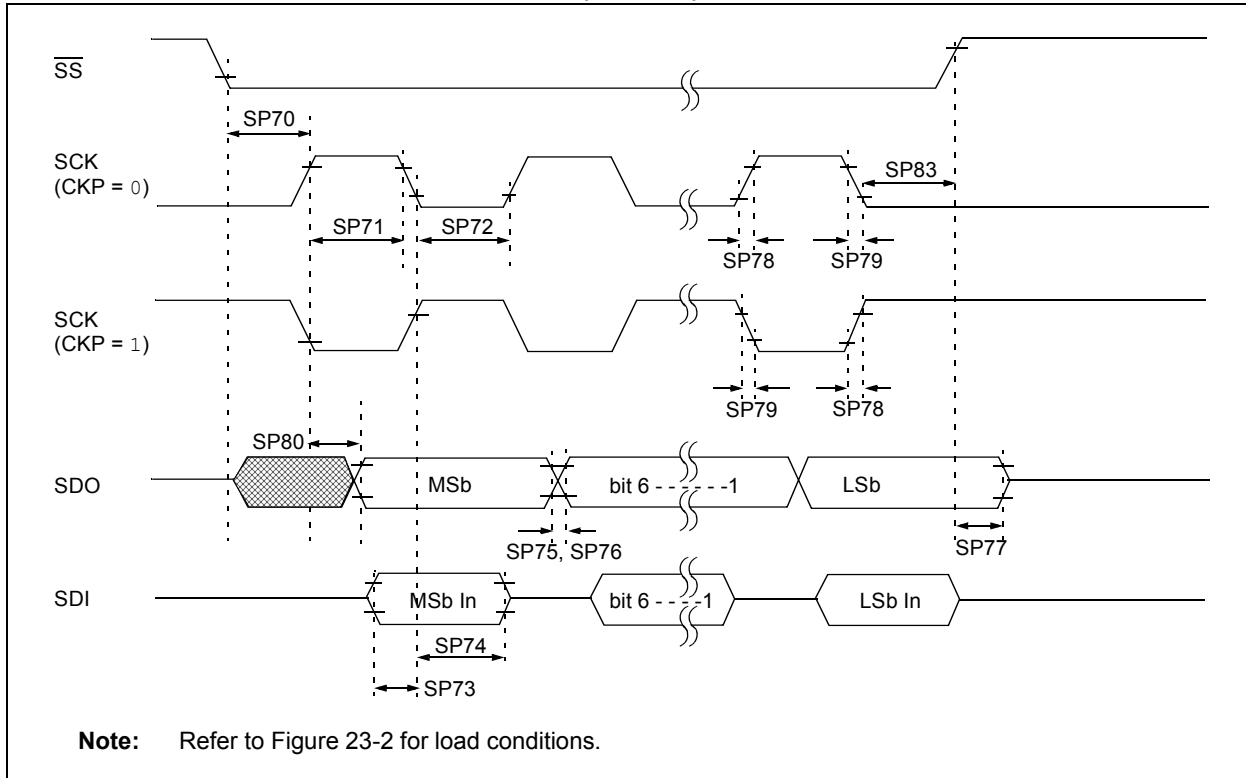 SS
SP70
SCK
(CKP = 0)
SP83
SP71
SP72
SP78
SP79
SCK
(CKP = 1)
SP79
SP78
SP80
SDO
MSb
bit 6 - - - - - -1
LSb
SP75, SP76
SP77
SDI
MSb In
bit 6 - - - - -1
LSb In
SP74
SP73
Note: Refer to Figure 23-2 for load conditions.